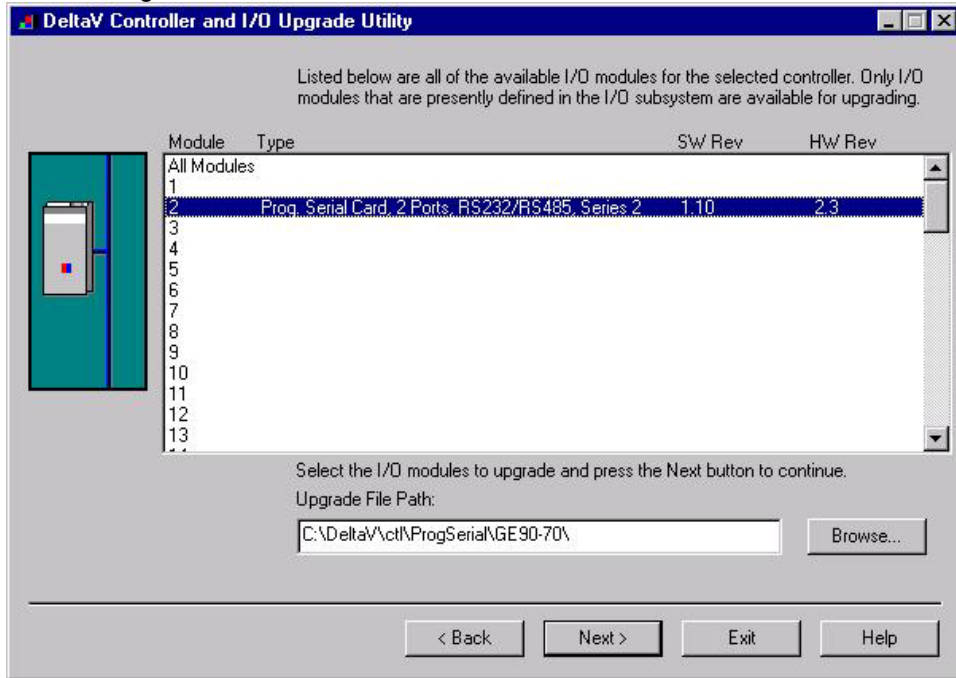 DeltaV Controller and I/O Upgrade Utility
Listed below are all of the available I/O modules for the selected controller. Only I/O
modules that are presently defined in the I/O subsystem are available for upgrading.
Module Type SW Rev HW Rev
All Modules
1
2 Prog. Serial Card, 2 Ports, RS232/RS485, Series 2 1.10 2.3
3
4
5
6
7
8
9
10
11
12
13
Select the I/O modules to upgrade and press the Next button to continue.
Upgrade File Path:
C:\DeltaV\ctl\ProgSerial\GE90-70\
Browse...
< Back Next > Exit Help